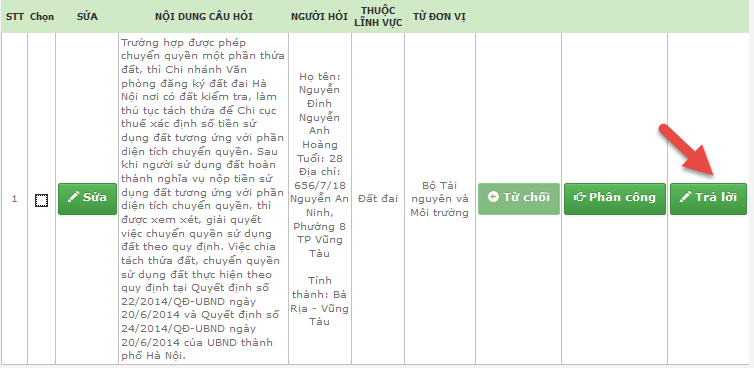 STT Chọn SỬA NỘI DUNG CÂU HỎI NGƯỜI HỎI THUỘC LĨNH VỰC TỪ ĐƠN VỊ
1
Sửa
Trường hợp được phép
chuyển quyền một phần thửa
đất, thì Chi nhánh Văn
phòng đăng ký đất đai Hà
Nội nơi có đất kiểm tra, làm
thủ tục tách thửa để Chi cục
thuế xác định số tiền sử
dụng đất tương ứng với phần
diện tích chuyển quyền. Sau
khi người sử dụng đất hoàn
thành nghĩa vụ nộp tiền sử
dụng đất tương ứng với phần
diện tích chuyển quyền, thì
được xem xét, giải quyết
việc chuyển quyền sử dụng
đất theo quy định. Việc chia
tách thửa đất, chuyển quyền
sử dụng đất thực hiện theo
quy định tại Quyết định số
22/2014/QĐ-UBND ngày
20/6/2014 và Quyết định số
24/2014/QĐ-UBND ngày
20/6/2014 của UBND thành
phố Hà Nội.
Họ tên:
Nguyễn
Đình
Nguyễn
Anh
Hoàng
Tuổi: 28
Địa chỉ:
656/7/18
Nguyễn An
Ninh,
Phường 8
TP Vũng
Tàu
Tỉnh
thành: Bà
Rịa - Vũng
Tàu
Đất đai
Bộ Tài
nguyên và
Môi trường
Từ chối
Phân công
Trả lời